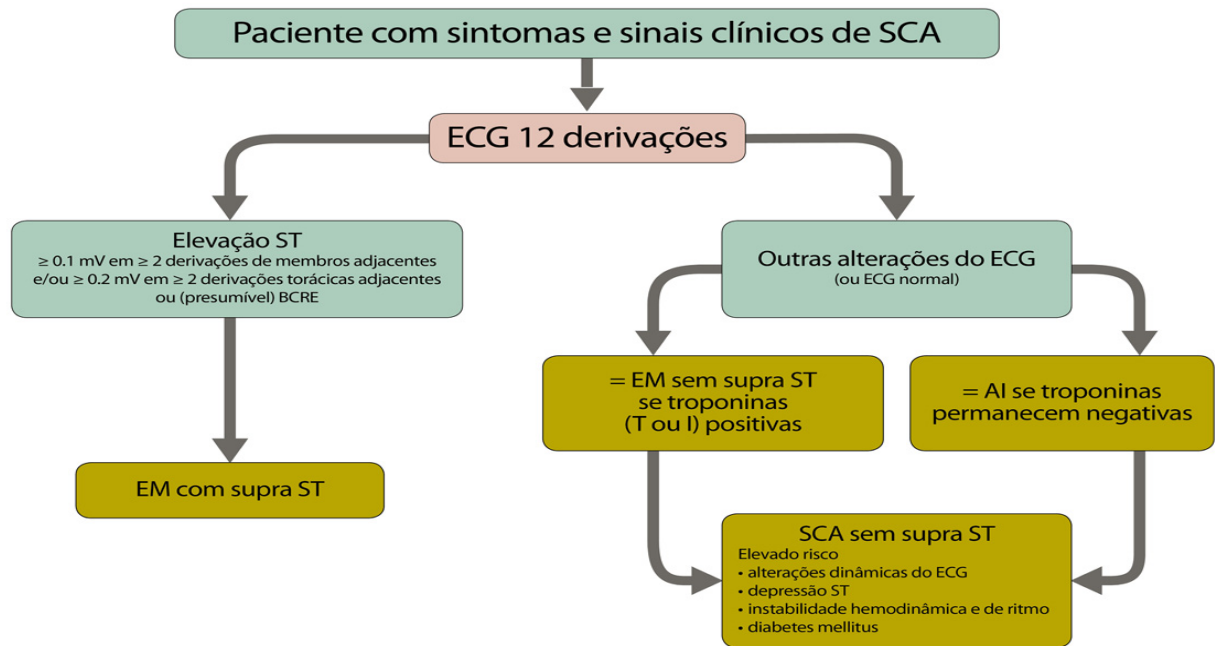 Paciente com sintomas e sinais clínicos de SCA
ECG 12 derivações
Elevação ST
≥ 0.1 mV em ≥ 2 derivações de membros adjacentes
e/ou ≥ 0.2 mV em ≥ 2 derivações torácicas adjacentes
ou (presumível) BCRE
Outras alterações do ECG
(ou ECG normal)
= EM sem supra ST
se troponinas
(T ou I) positivas
= AI se troponinas
permanecem negativas
EM com supra ST
SCA sem supra ST
Elevado risco
• alterações dinâmicas do ECG
• depressão ST
• instabilidade hemodinâmica e de ritmo
• diabetes mellitus